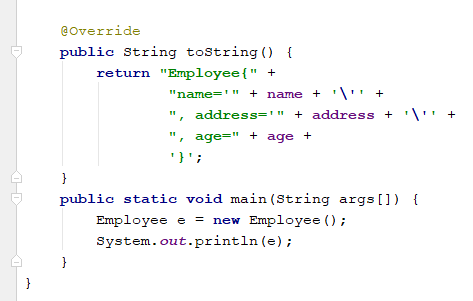 @Override
public String toString() {
return "Employee{" +
"name='" + name + '\'' +
", address='" + address + '\'' +
", age=" + age +
'}';
}
public static void main(String args[]) {
Employee e = new Employee();
System.out.println(e);
}
}